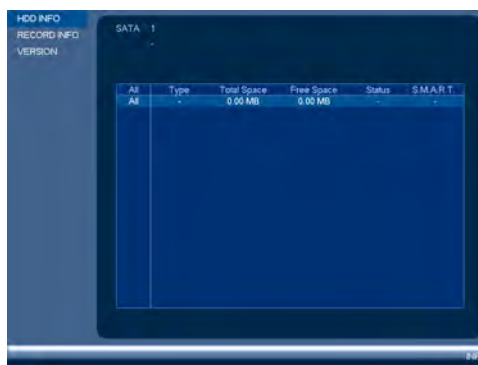 HDD INFO
RECORD INFO
VERSION
SATA 1
-
All Type Total Space Free Space Status S.M.A.R.T.
All - 0.00 MB 0.00 MB - -